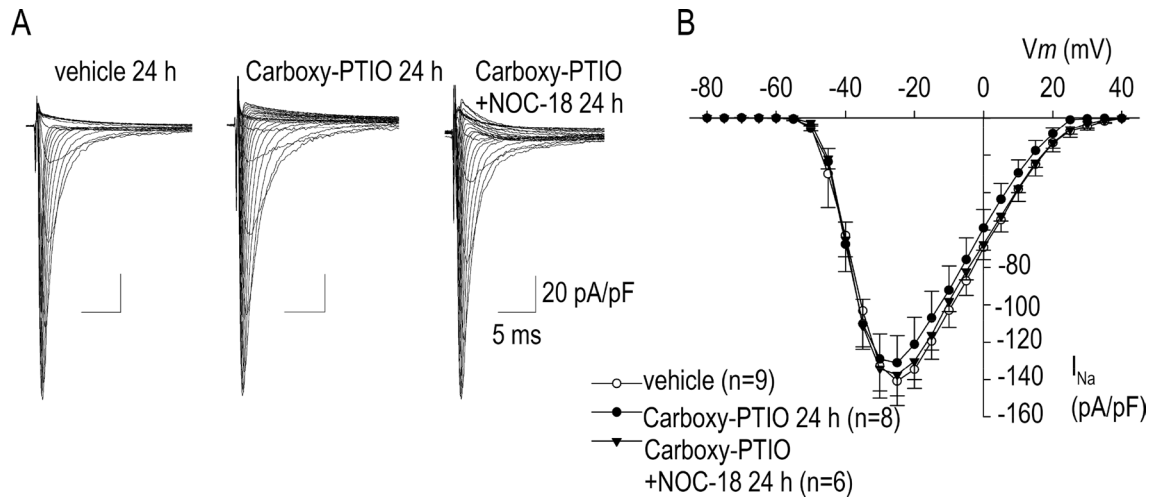 A
vehicle 24 h
Carboxy-PTIO 24 h
Carboxy-PTIO
+NOC-18 24 h
20 pA/pF
5 ms
B
Vm (mV)
-80 -60 -40 -20 0 20 40
-80
-100
-120
-140
-160
I Na
(pA/pF)
vehicle (n=9)
Carboxy-PTIO 24 h (n=8)
Carboxy-PTIO
+NOC-18 24 h (n=6)